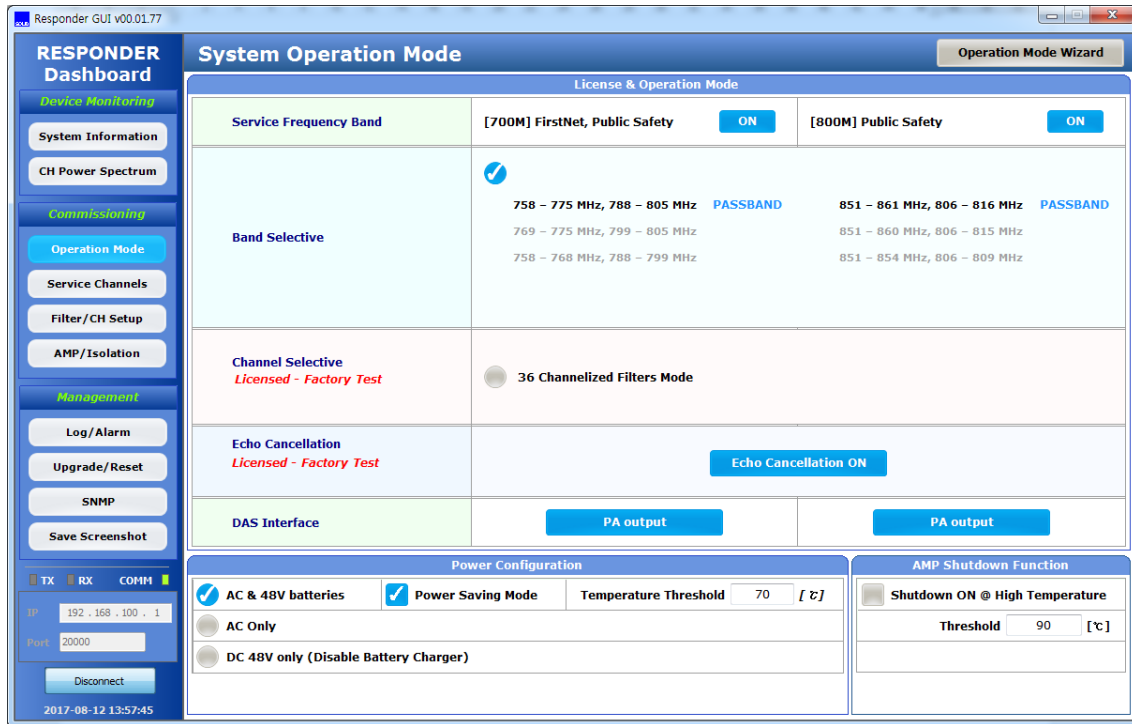 SOLiD Responder GUI v00.01.77
RESPONDER
Dashboard
Device Monitoring
System Information
CH Power Spectrum
Commissioning
Operation Mode
Service Channels
Filter/CH Setup
AMP/Isolation
Management
Log/Alarm
Upgrade/Reset
SNMP
Save Screenshot
TX RX COMM
IP 192 . 168 . 100 . 1
Port 20000
Disconnect
2017-08-12 13:57:45
System Operation Mode
Operation Mode Wizard
License & Operation Mode
Service Frequency Band [700M] FirstNet, Public Safety ON [800M] Public Safety ON
Band Selective
758 – 775 MHz, 788 – 805 MHz PASSBAND 851 – 861 MHz, 806 – 816 MHz PASSBAND
769 – 775 MHz, 799 – 805 MHz 851 – 860 MHz, 806 – 815 MHz
758 – 768 MHz, 788 – 799 MHz 851 – 854 MHz, 806 – 809 MHz
Channel Selective
Licensed - Factory Test
36 Channelized Filters Mode
Echo Cancellation
Licensed - Factory Test
Echo Cancellation ON
DAS Interface PA output PA output
Power Configuration
AC & 48V batteries Power Saving Mode Temperature Threshold 70 [℃]
AC Only
DC 48V only (Disable Battery Charger)
AMP Shutdown Function
Shutdown ON @ High Temperature
Threshold 90 [℃]